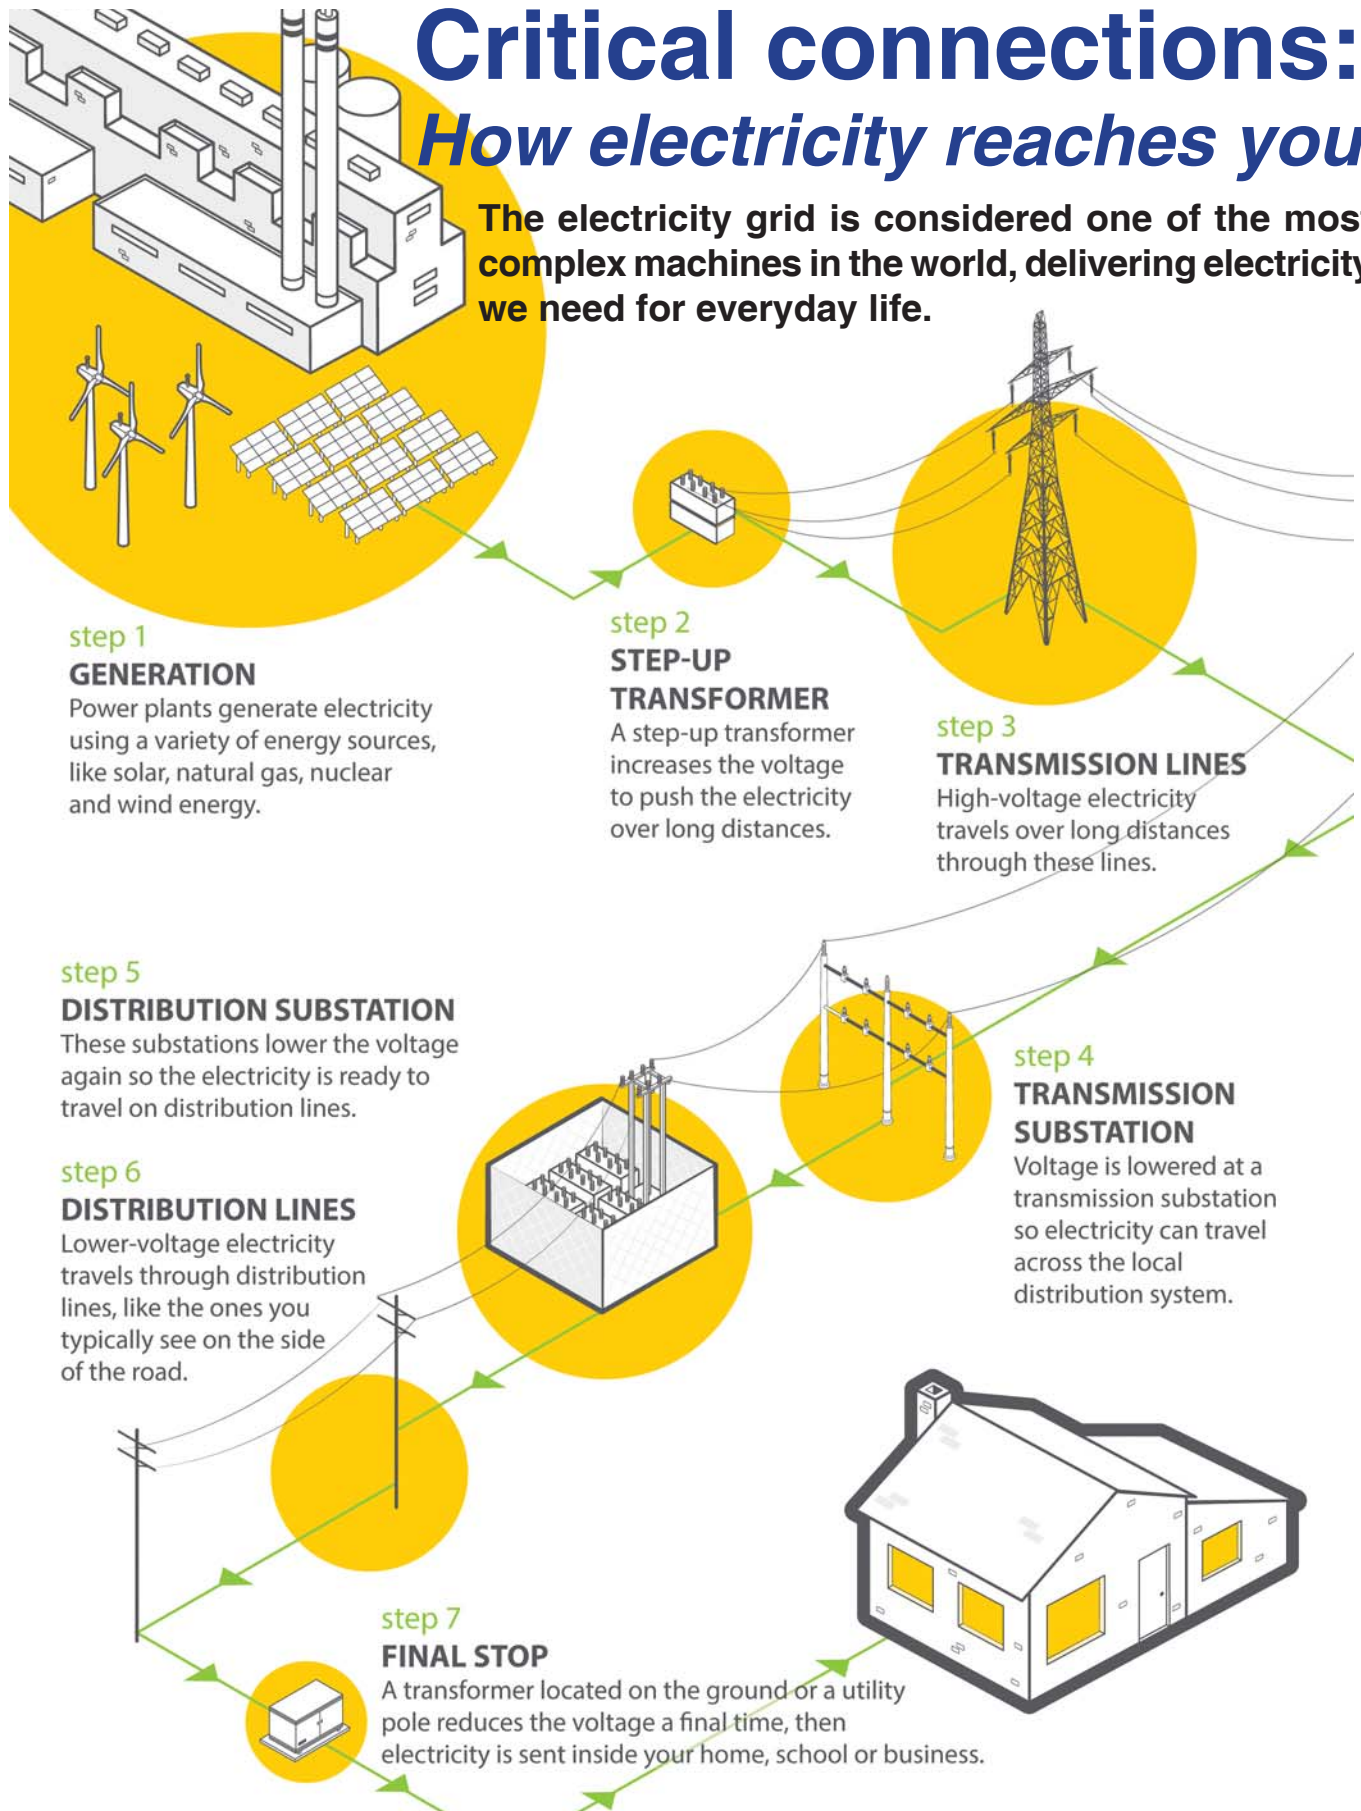 Critical connections:
How electricity reaches you
The electricity grid is considered one of the most
complex machines in the world, delivering electricity
we need for everyday life.
step 1
GENERATION
Power plants generate electricity
using a variety of energy sources,
like solar, natural gas, nuclear
and wind energy.
step 2
STEP-UP
TRANSFORMER
A step-up transformer
increases the voltage
to push the electricity
over long distances.
step 3
TRANSMISSION LINES
High-voltage electricity
travels over long distances
through these lines.
step 4
TRANSMISSION
SUBSTATION
Voltage is lowered at a
transmission substation
so electricity can travel
across the local
distribution system.
step 5
DISTRIBUTION SUBSTATION
These substations lower the voltage
again so the electricity is ready to
travel on distribution lines.
step 6
DISTRIBUTION LINES
Lower-voltage electricity
travels through distribution
lines, like the ones you
typically see on the side
of the road.
step 7
FINAL STOP
A transformer located on the ground or a utility
pole reduces the voltage a final time, then
electricity is sent inside your home, school or business.